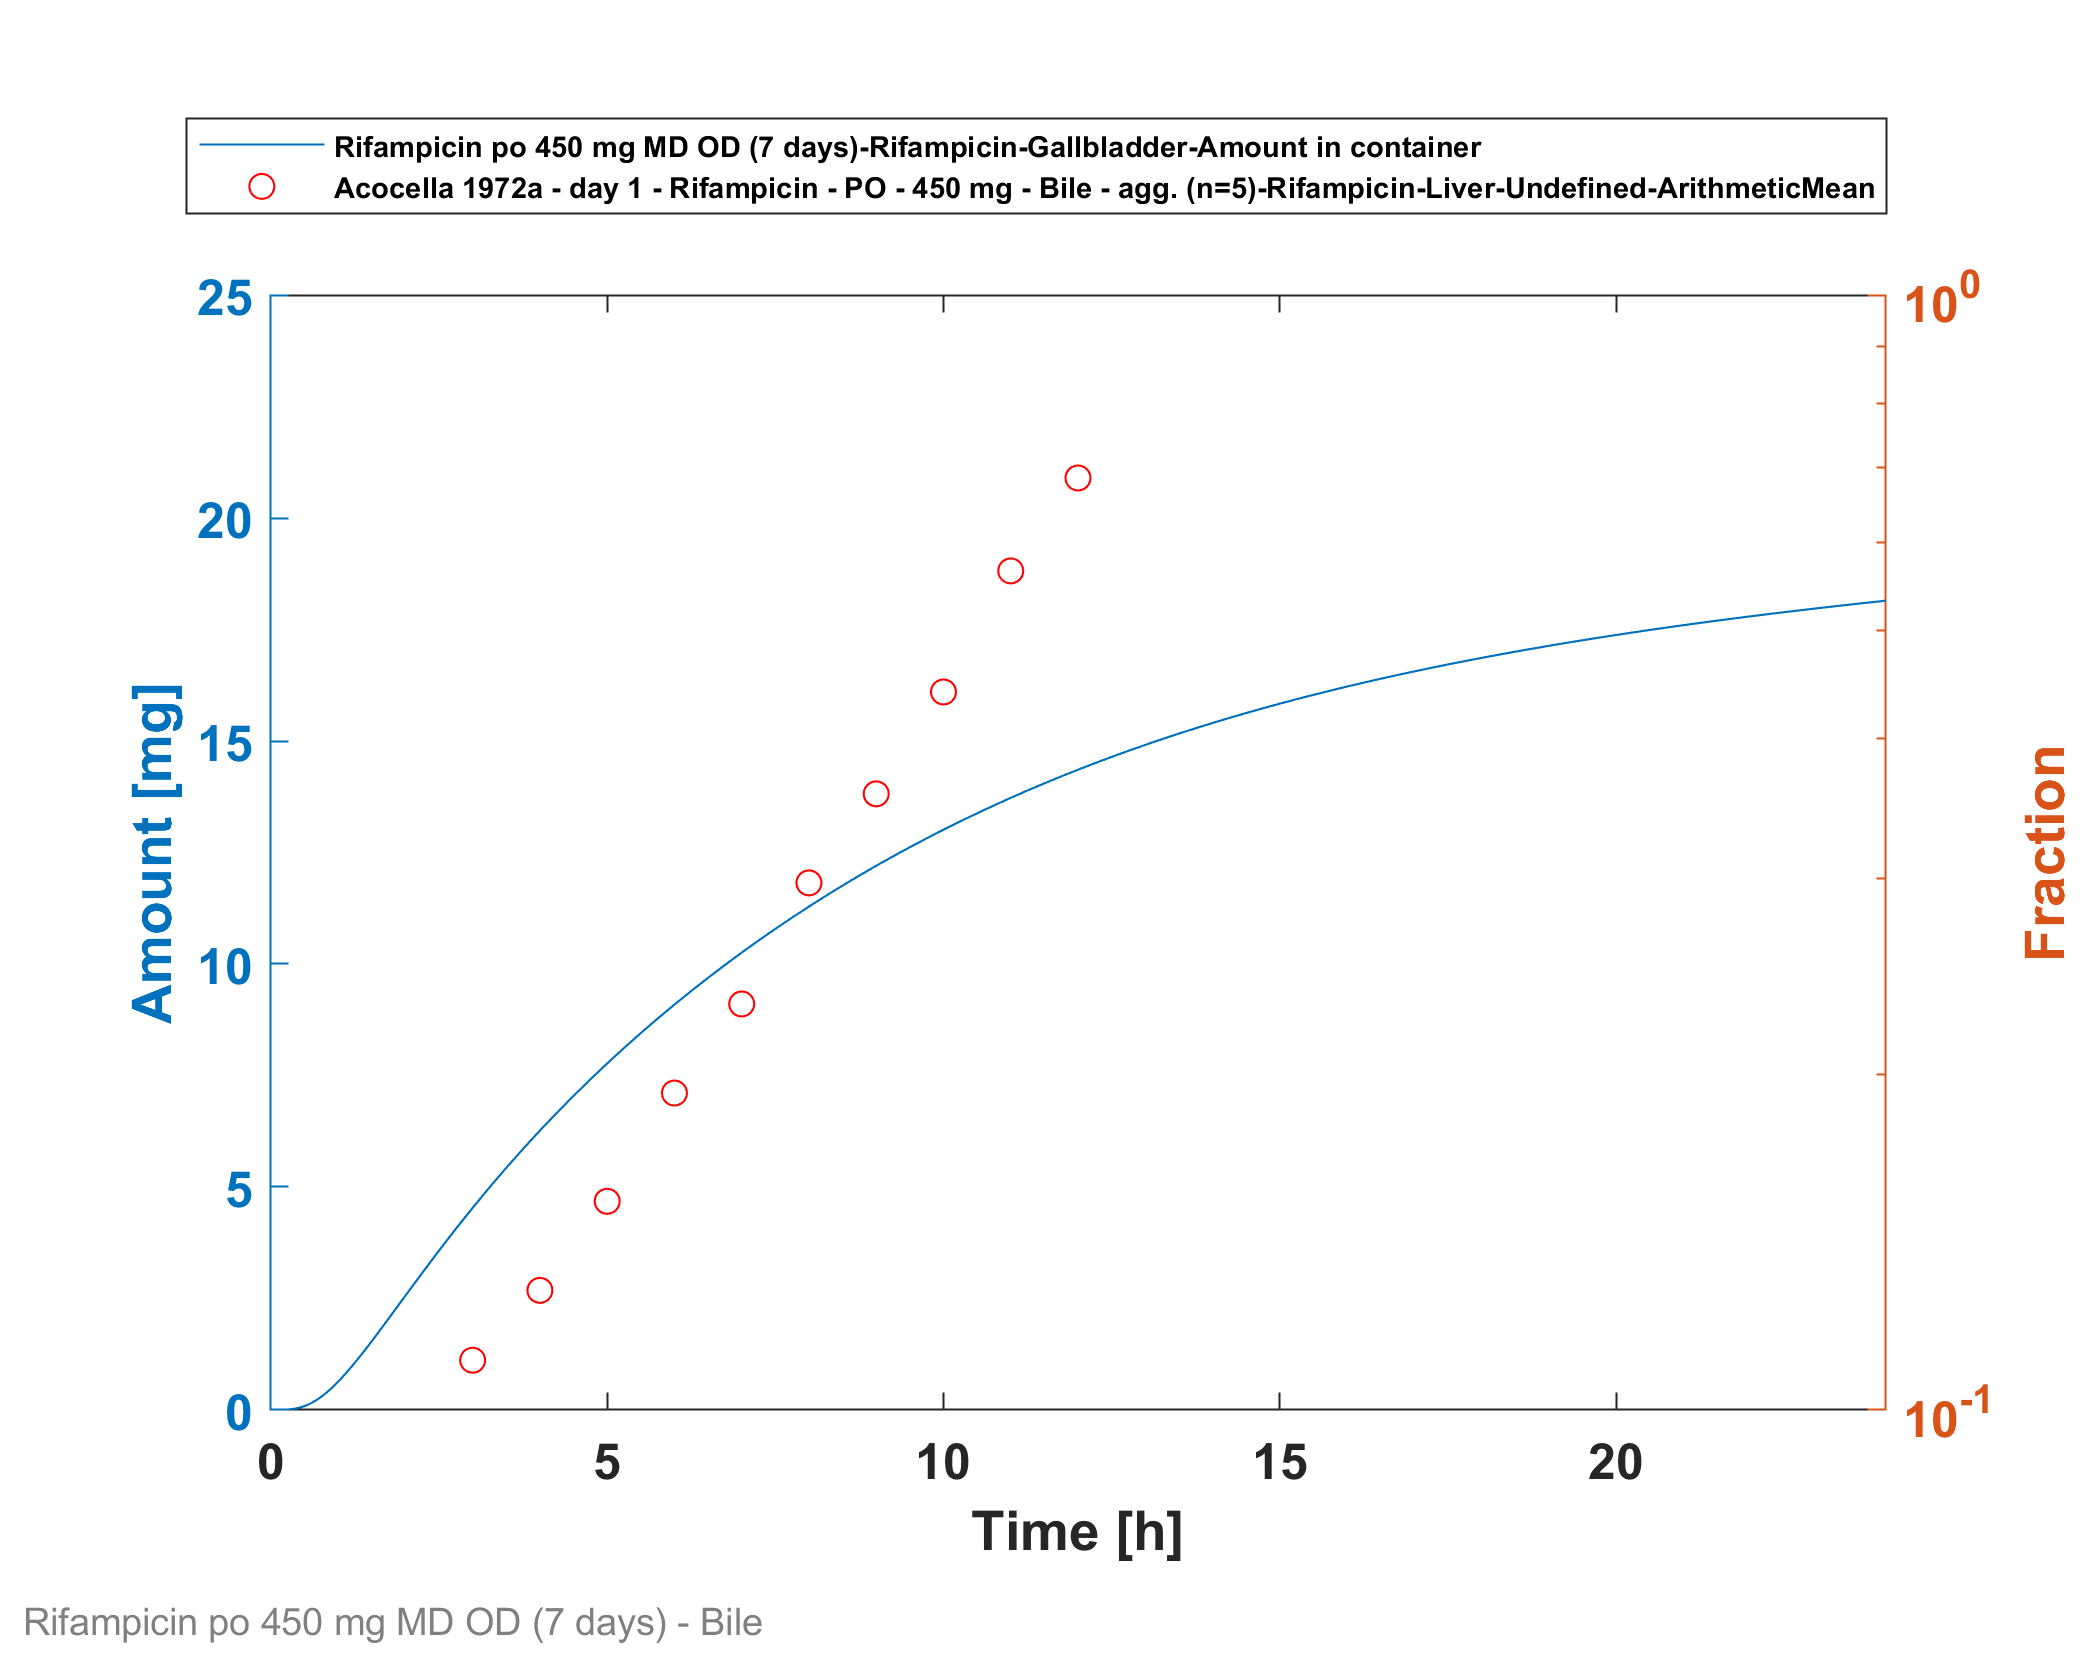 Rifampicin po 450 mg MD OD (7 days)-Rifampicin-Gallbladder-Amount in container
Acocella 1972a - day 1 - Rifampicin - PO - 450 mg - Bile - agg. (n=5)-Rifampicin-Liver-Undefined-ArithmeticMean
25
20
15
10
5
0
Amount [mg]
10^0
10^-1
Fraction
0 5 10 15 20
Time [h]
Rifampicin po 450 mg MD OD (7 days) - Bile